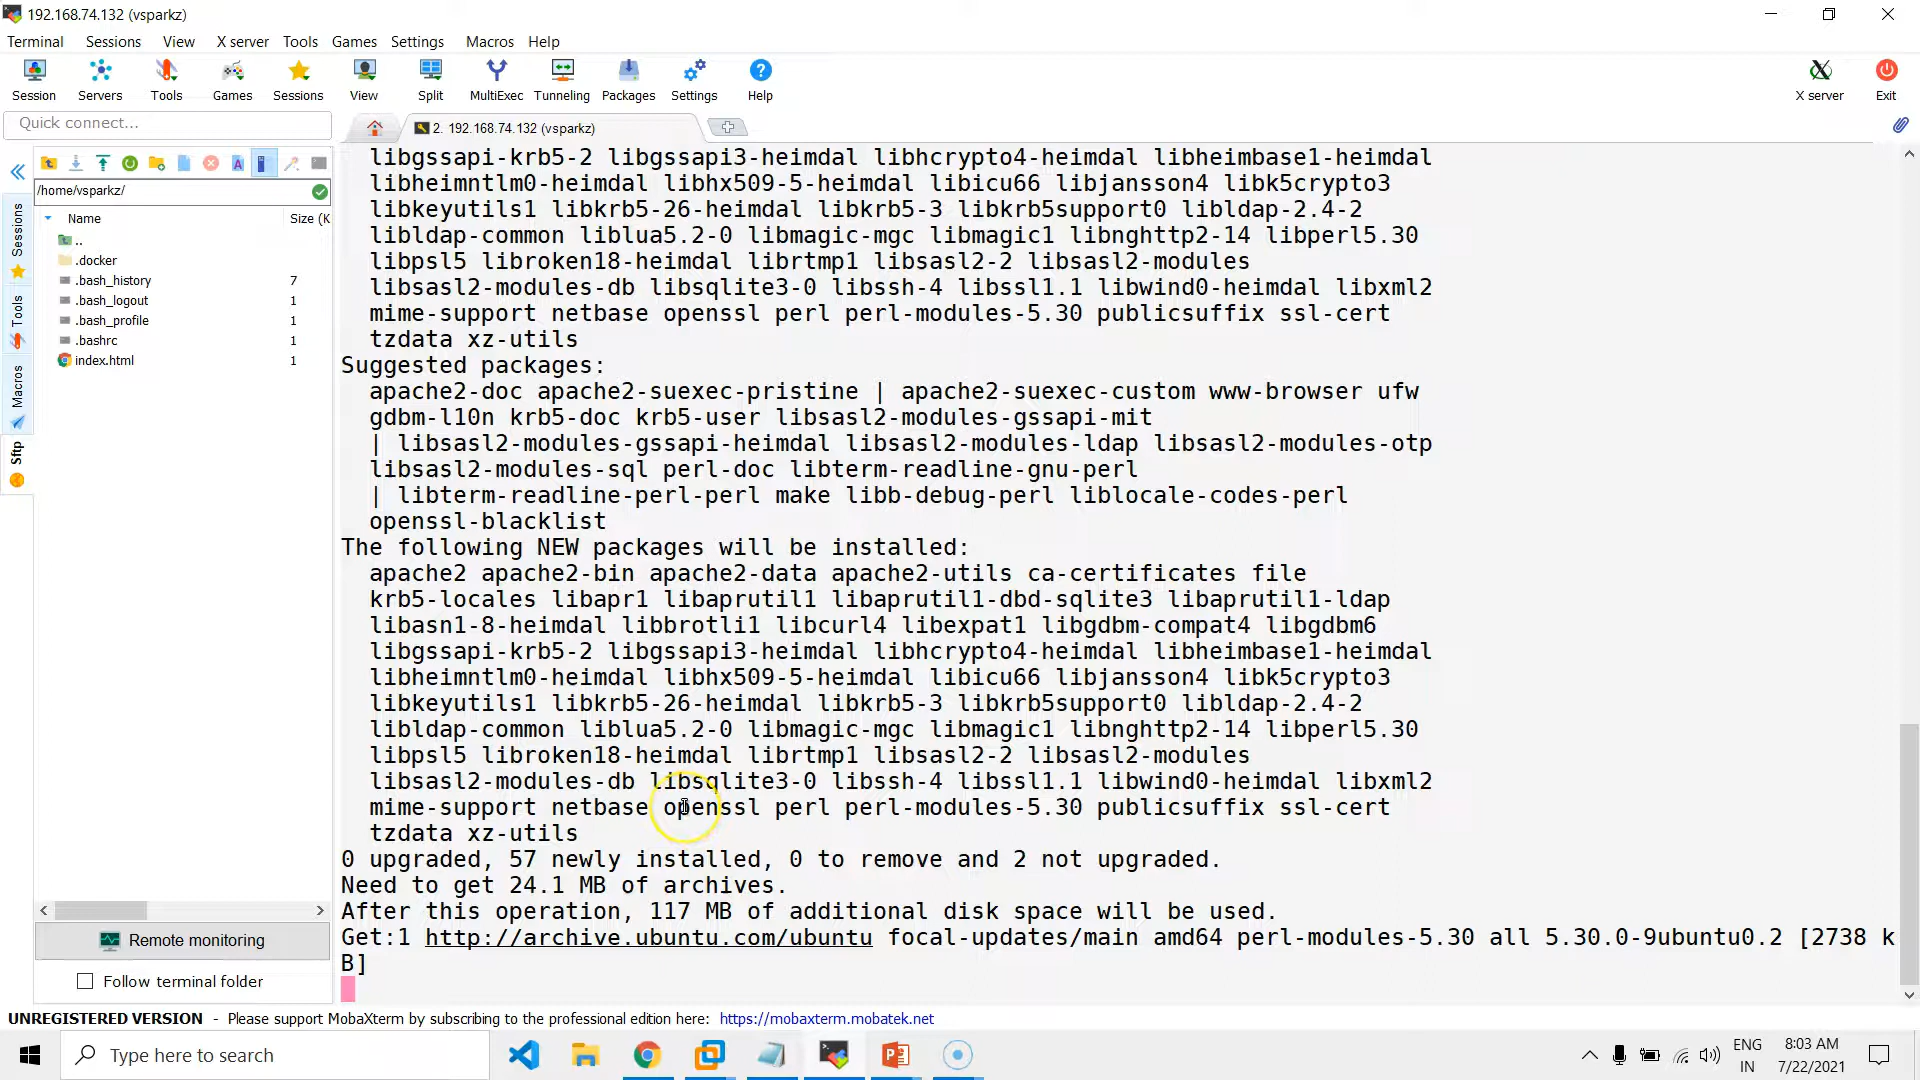 192.168.74.132 (vsparkz)
Terminal Sessions View X server Tools Games Settings Macros Help
Session Servers Tools Games Sessions View Split MultiExec Tunneling Packages Settings Help X server Exit
Quick connect...
2. 192.168.74.132 (vsparkz)
/home/vsparkz/
Name Size (K
..
.docker
.bash_history 7
.bash_logout 1
.bash_profile 1
.bashrc 1
index.html 1
Sessions
Tools
Macros
Sftp
Remote monitoring
Follow terminal folder
libgssapi-krb5-2 libgssapi3-heimdal libhcrypto4-heimdal libheimbase1-heimdal
libheimntlm0-heimdal libhx509-5-heimdal libicu66 libjansson4 libk5crypto3
libkeyutils1 libkrb5-26-heimdal libkrb5-3 libkrb5support0 libldap-2.4-2
libldap-common liblua5.2-0 libmagic-mgc libmagic1 libnghttp2-14 libperl5.30
libpsl5 libroken18-heimdal librtmp1 libsasl2-2 libsasl2-modules
libsasl2-modules-db libsqlite3-0 libssh-4 libssl1.1 libwind0-heimdal libxml2
mime-support netbase openssl perl perl-modules-5.30 publicsuffix ssl-cert
tzdata xz-utils
Suggested packages:
apache2-doc apache2-suexec-pristine | apache2-suexec-custom www-browser ufw
gdbm-l10n krb5-doc krb5-user libsasl2-modules-gssapi-mit
| libsasl2-modules-gssapi-heimdal libsasl2-modules-ldap libsasl2-modules-otp
libsasl2-modules-sql perl-doc libterm-readline-gnu-perl
| libterm-readline-perl-perl make libb-debug-perl liblocale-codes-perl
openssl-blacklist
The following NEW packages will be installed:
apache2 apache2-bin apache2-data apache2-utils ca-certificates file
krb5-locales libapr1 libaprutil1 libaprutil1-dbd-sqlite3 libaprutil1-ldap
libasn1-8-heimdal libbrotli1 libcurl4 libexpat1 libgdbm-compat4 libgdbm6
libgssapi-krb5-2 libgssapi3-heimdal libhcrypto4-heimdal libheimbase1-heimdal
libheimntlm0-heimdal libhx509-5-heimdal libicu66 libjansson4 libk5crypto3
libkeyutils1 libkrb5-26-heimdal libkrb5-3 libkrb5support0 libldap-2.4-2
libldap-common liblua5.2-0 libmagic-mgc libmagic1 libnghttp2-14 libperl5.30
libpsl5 libroken18-heimdal librtmp1 libsasl2-2 libsasl2-modules
libsasl2-modules-db libsqlite3-0 libssh-4 libssl1.1 libwind0-heimdal libxml2
mime-support netbase openssl perl perl-modules-5.30 publicsuffix ssl-cert
tzdata xz-utils
0 upgraded, 57 newly installed, 0 to remove and 2 not upgraded.
Need to get 24.1 MB of archives.
After this operation, 117 MB of additional disk space will be used.
Get:1 http://archive.ubuntu.com/ubuntu focal-updates/main amd64 perl-modules-5.30 all 5.30.0-9ubuntu0.2 [2738 k
B]
UNREGISTERED VERSION - Please support MobaXterm by subscribing to the professional edition here: https://mobaxterm.mobatek.net
Type here to search
ENG
IN
8:03 AM
7/22/2021